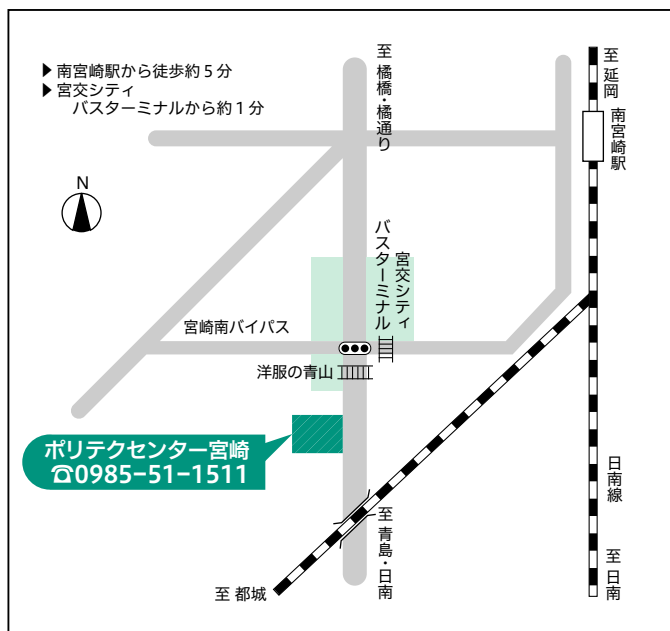 ▶ 南宮崎駅から徒歩約5分
▶ 宮交シティ
バスターミナルから約1分
至 橘橋・橘通り
至 延岡
南宮崎駅
N
宮交シティ
バスターミナル
宮崎南バイパス
洋服の青山
ポリテクセンター宮崎
☎0985-51-1511
日南線
至 青島・日南
至 日南
至 都城